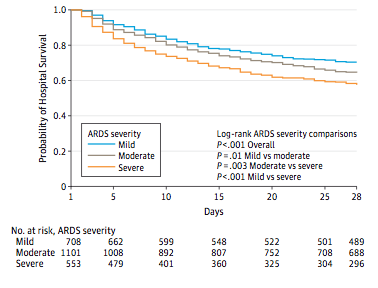 Probability of Hospital Survival
1.0
0.8
0.6
0.4
0.2
0
ARDS severity
Mild
Moderate
Severe
Log-rank ARDS severity comparisons
P<.001 Overall
P=.01 Mild vs moderate
P=.003 Moderate vs severe
P<.001 Mild vs severe
1 5 10 15 20 25 28
Days
No. at risk, ARDS severity
Mild 708 662 599 548 522 501 489
Moderate 1101 1008 892 807 752 708 688
Severe 553 479 401 360 325 304 296